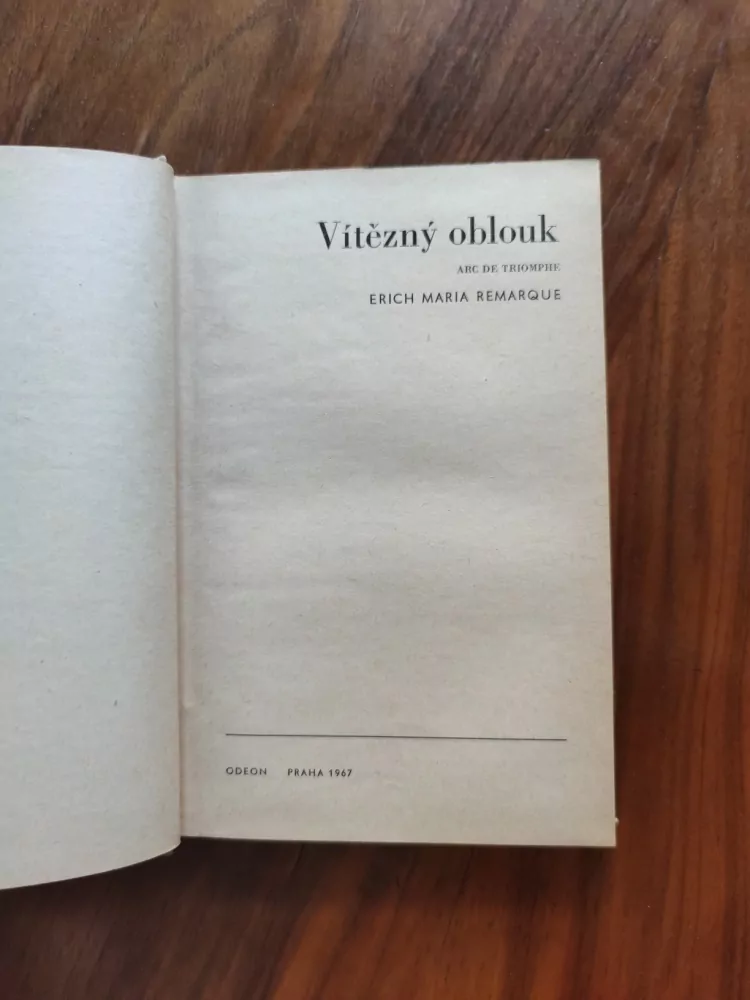 Vítězný oblouk
ARC DE TRIOMPHE
ERICH MARIA REMARQUE
ODEON PRAHA 1967